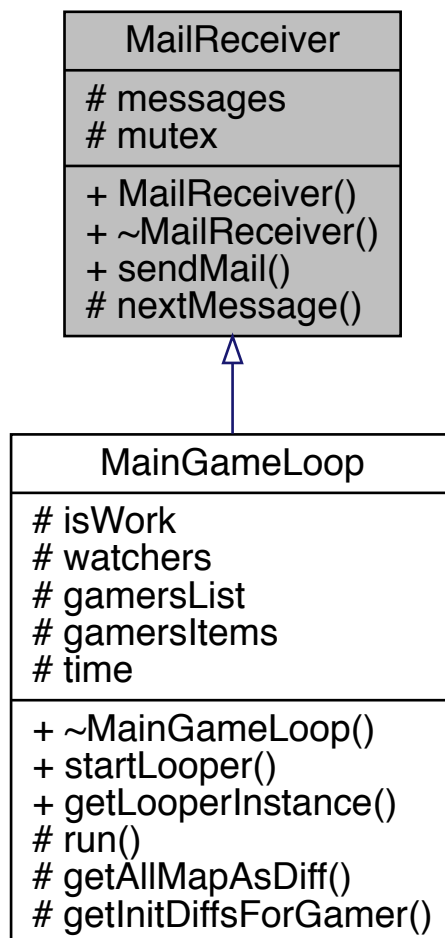 MailReceiver
# messages
# mutex
+ MailReceiver()
+ ~MailReceiver()
+ sendMail()
# nextMessage()
MainGameLoop
# isWork
# watchers
# gamersList
# gamersItems
# time
+ ~MainGameLoop()
+ startLooper()
+ getLooperInstance()
# run()
# getAllMapAsDiff()
# getInitDiffsForGamer()